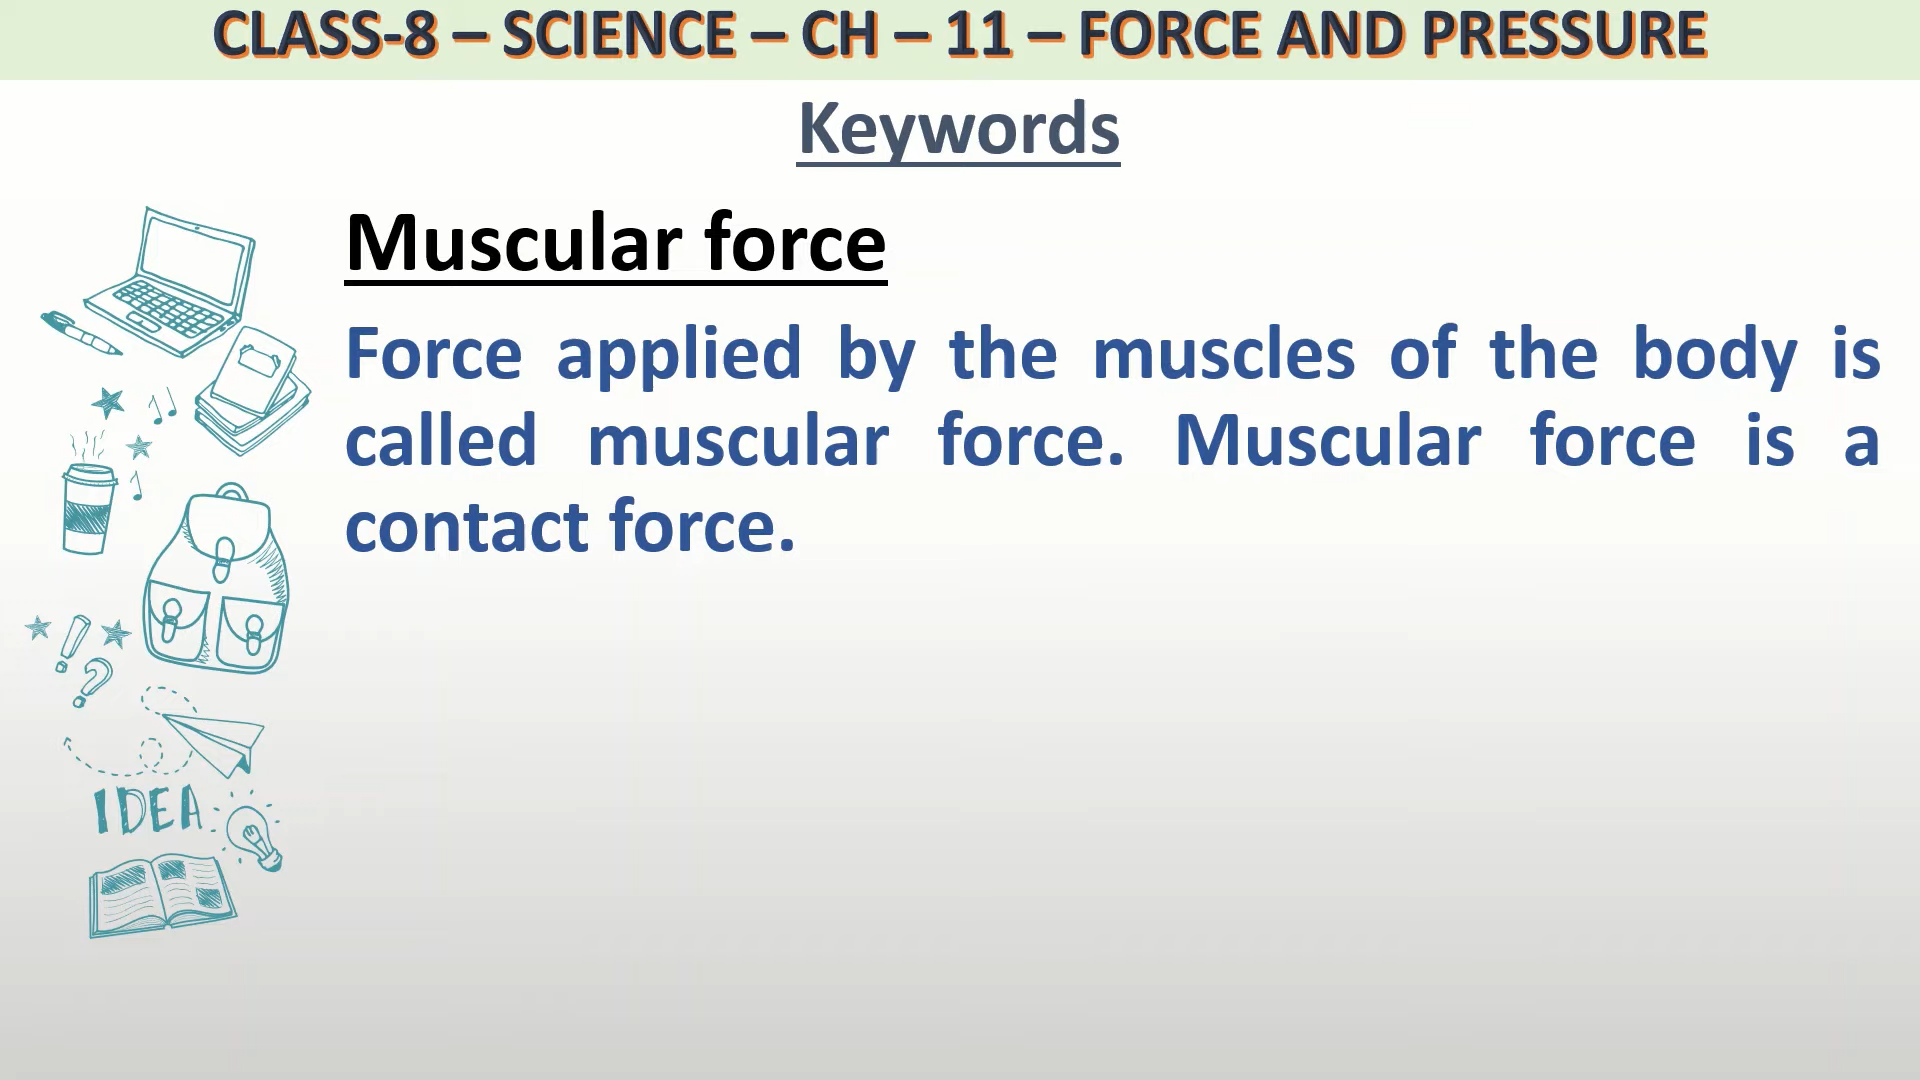 CLASS-8 – SCIENCE – CH – 11 – FORCE AND PRESSURE
Keywords
Muscular force
Force applied by the muscles of the body is
called muscular force. Muscular force is a
contact force.
IDEA